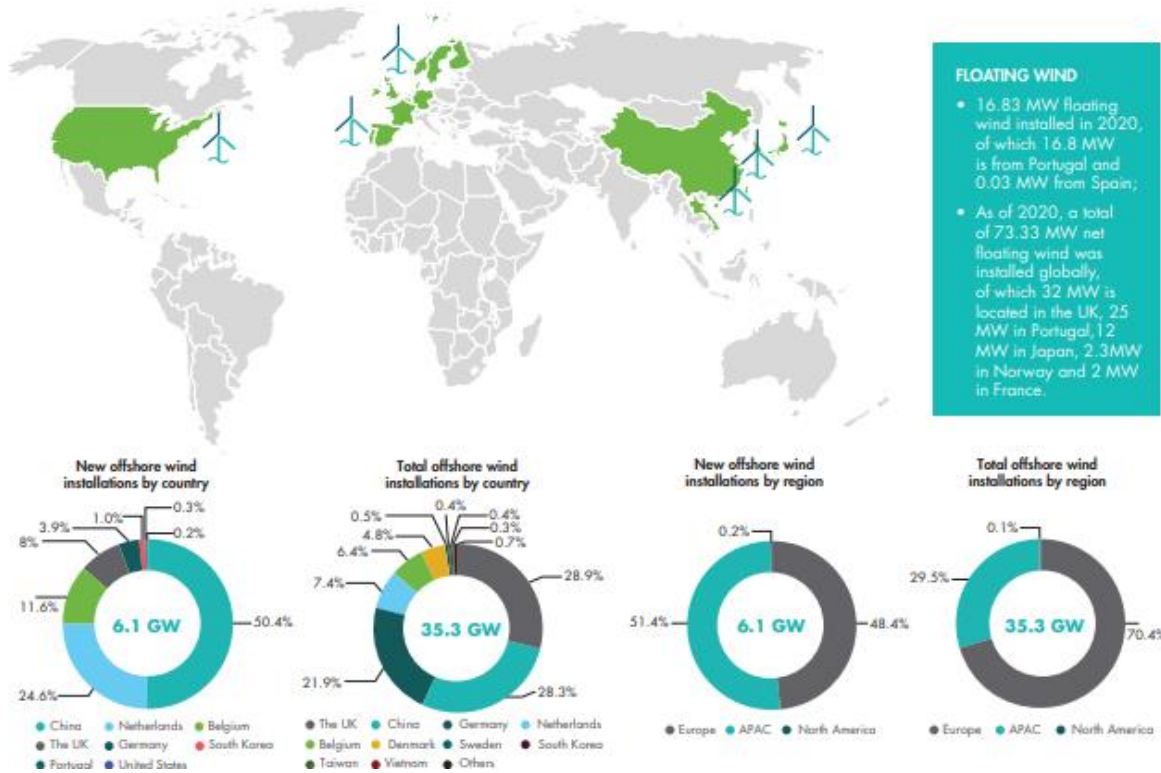 FLOATING WIND
• 16.83 MW floating
wind installed in 2020,
of which 16.8 MW
is from Portugal and
0.03 MW from Spain;
• As of 2020, a total
of 73.33 MW net
floating wind was
installed globally,
of which 32 MW is
located in the UK, 25
MW in Portugal,12
MW in Japan, 2.3MW
in Norway and 2 MW
in France.
New offshore wind
installations by country
0.3%
1.0%
0.2%
3.9%
8%
11.6%
6.1 GW
50.4%
24.6%
China Netherlands Belgium
The UK Germany South Korea
Portugal United States
Total offshore wind
installations by country
0.4%
0.5%
0.4%
0.3%
4.8%
0.7%
6.4%
7.4%
28.9%
35.3 GW
21.9%
28.3%
The UK China Germany Netherlands
Belgium Denmark Sweden South Korea
Taiwan Vietnam Others
New offshore wind
installations by region
0.2%
51.4%
6.1 GW
48.4%
Europe APAC North America
Total offshore wind
installations by region
0.1%
29.5%
35.3 GW
70.4%
Europe APAC North America